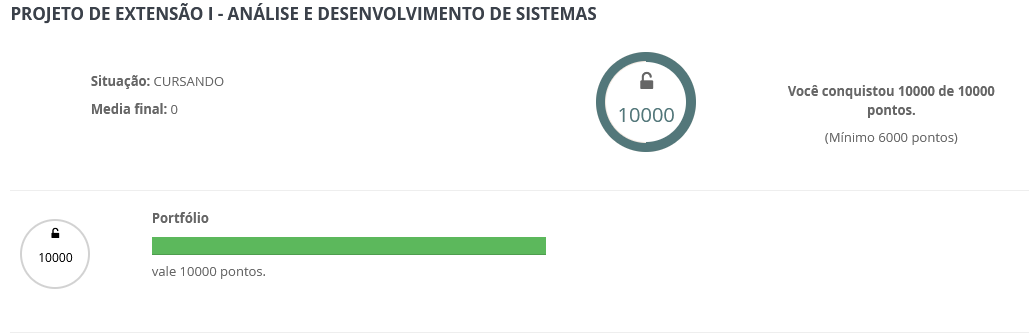 PROJETO DE EXTENSÃO I - ANÁLISE E DESENVOLVIMENTO DE SISTEMAS
Situação: CURSANDO
Media final: 0
10000
Você conquistou 10000 de 10000
pontos.
(Mínimo 6000 pontos)
10000
Portfólio
vale 10000 pontos.